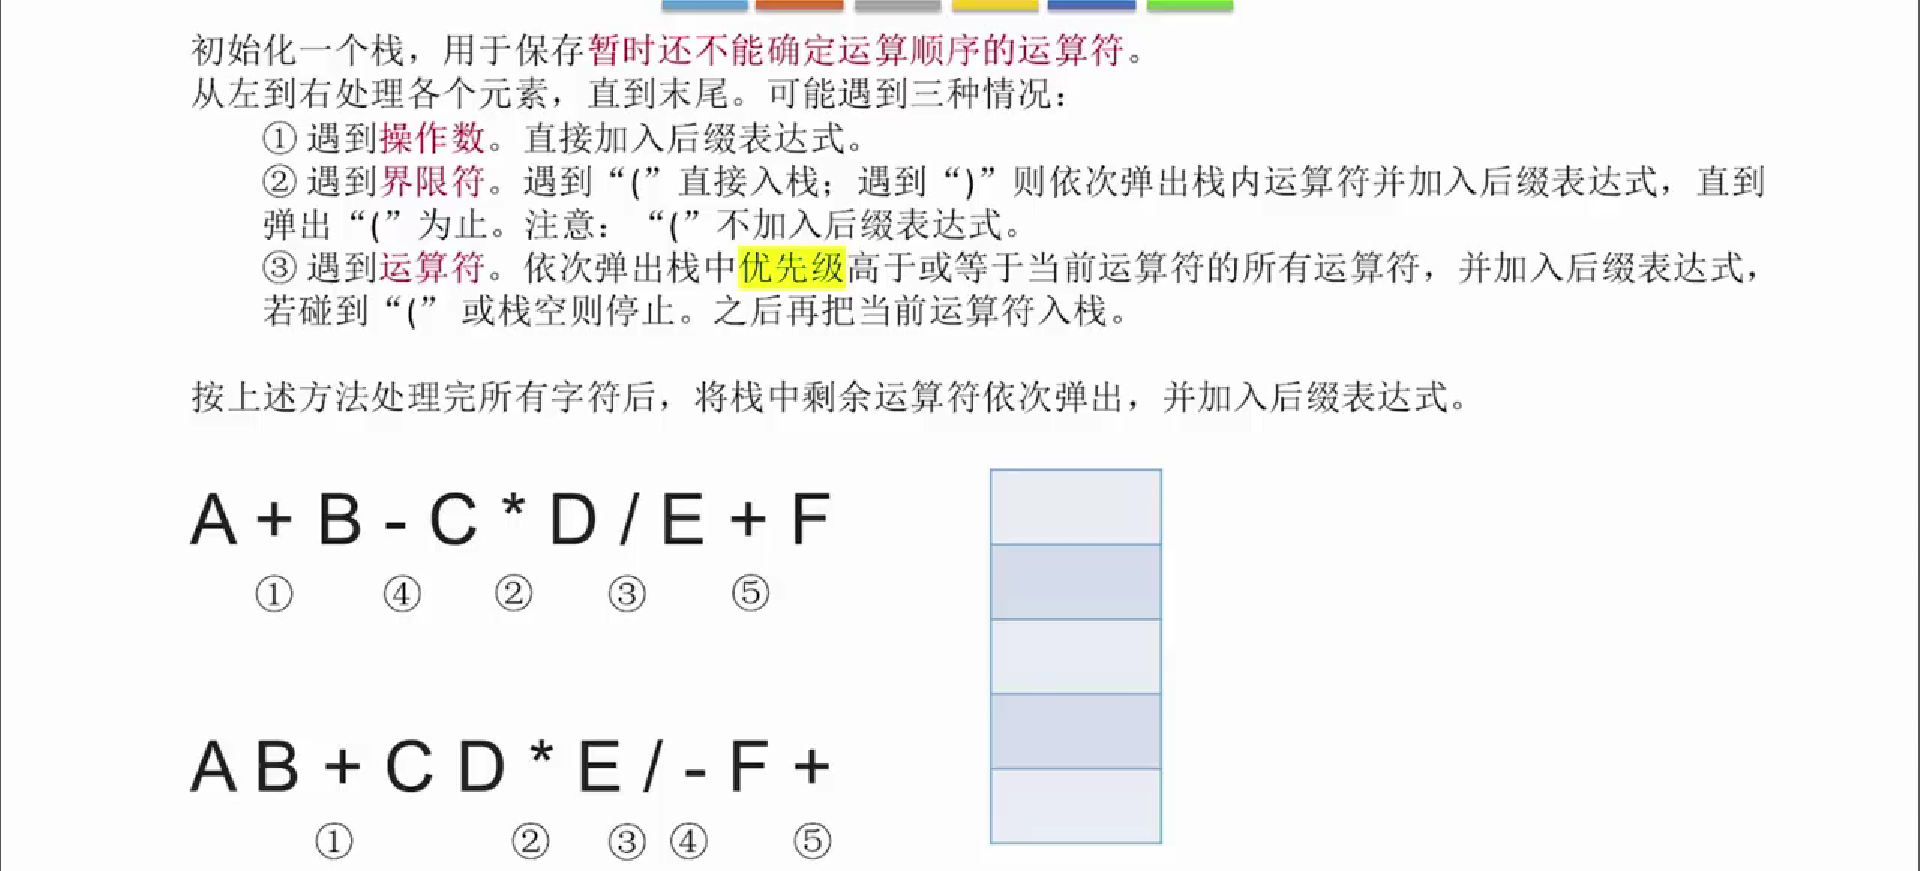 初始化一个栈，用于保存暂时还不能确定运算顺序的运算符。
从左到右处理各个元素，直到末尾。可能遇到三种情况：
① 遇到操作数。直接加入后缀表达式。
② 遇到界限符。遇到“(”直接入栈；遇到“)”则依次弹出栈内运算符并加入后缀表达式，直到
弹出“(”为止。注意：“(”不加入后缀表达式。
③ 遇到运算符。依次弹出栈中优先级高于或等于当前运算符的所有运算符，并加入后缀表达式，
若碰到“(” 或栈空则停止。之后再把当前运算符入栈。
按上述方法处理完所有字符后，将栈中剩余运算符依次弹出，并加入后缀表达式。
A + B - C * D / E + F
① ④ ② ③ ⑤
A B + C D * E / - F +
① ② ③ ④ ⑤